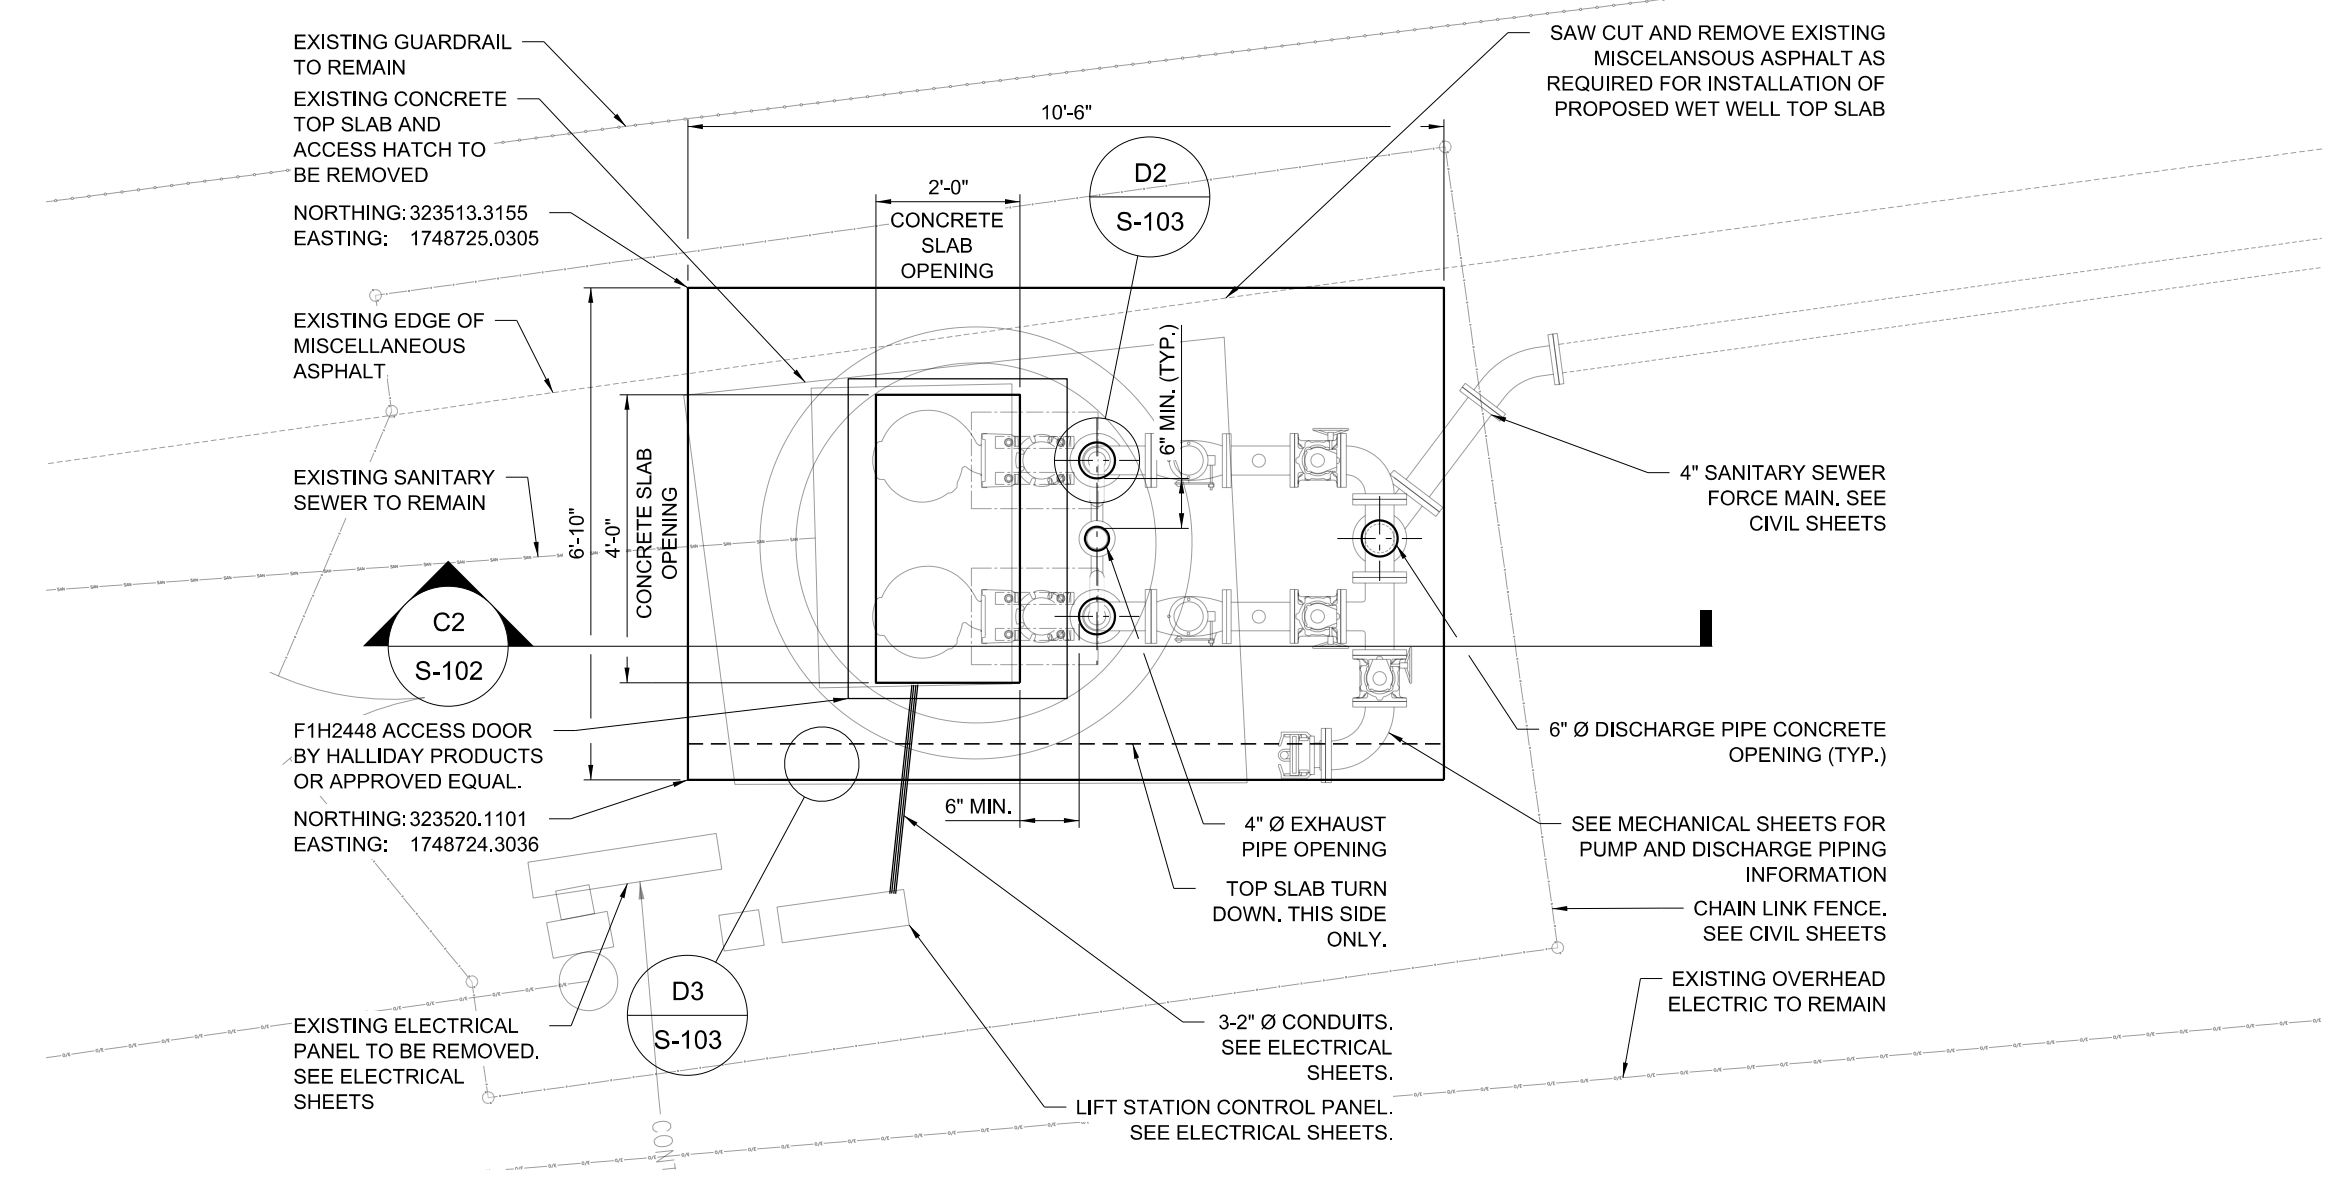 EXISTING GUARDRAIL
TO REMAIN
EXISTING CONCRETE
TOP SLAB AND
ACCESS HATCH TO
BE REMOVED
NORTHING: 323513.3155
EASTING: 1748725.0305
EXISTING EDGE OF
MISCELLANEOUS
ASPHALT
EXISTING SANITARY
SEWER TO REMAIN
C2
S-102
F1H2448 ACCESS DOOR
BY HALLIDAY PRODUCTS
OR APPROVED EQUAL.
NORTHING: 323520.1101
EASTING: 1748724.3036
EXISTING ELECTRICAL
PANEL TO BE REMOVED.
SEE ELECTRICAL
SHEETS
D3
S-103
CONT
10'-6"
2'-0"
CONCRETE
SLAB
OPENING
D2
S-103
6" MIN. (TYP.)
6'-10"
4'-0"
CONCRETE SLAB
OPENING
6" MIN.
4" Ø EXHAUST
PIPE OPENING
TOP SLAB TURN
DOWN. THIS SIDE
ONLY.
3-2" Ø CONDUITS.
SEE ELECTRICAL
SHEETS.
LIFT STATION CONTROL PANEL.
SEE ELECTRICAL SHEETS.
SAW CUT AND REMOVE EXISTING
MISCELANSOUS ASPHALT AS
REQUIRED FOR INSTALLATION OF
PROPOSED WET WELL TOP SLAB
4" SANITARY SEWER
FORCE MAIN. SEE
CIVIL SHEETS
6" Ø DISCHARGE PIPE CONCRETE
OPENING (TYP.)
SEE MECHANICAL SHEETS FOR
PUMP AND DISCHARGE PIPING
INFORMATION
CHAIN LINK FENCE.
SEE CIVIL SHEETS
EXISTING OVERHEAD
ELECTRIC TO REMAIN